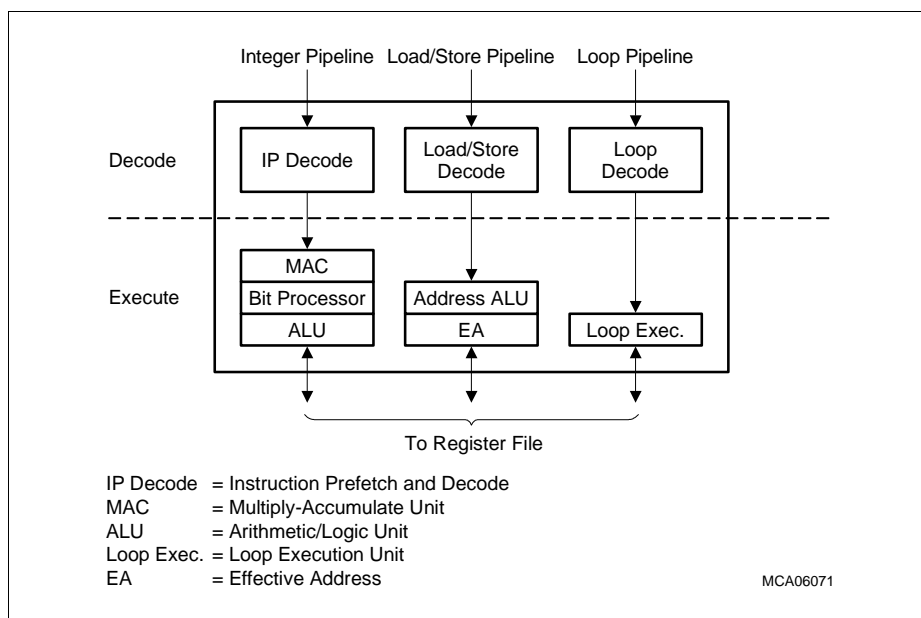 Integer Pipeline Load/Store Pipeline Loop Pipeline
Decode
IP Decode
Load/Store
Decode
Loop
Decode
Execute
MAC
Bit Processor
ALU
Address ALU
EA
Loop Exec.
To Register File
IP Decode = Instruction Prefetch and Decode
MAC = Multiply-Accumulate Unit
ALU = Arithmetic/Logic Unit
Loop Exec. = Loop Execution Unit
EA = Effective Address
MCA06071